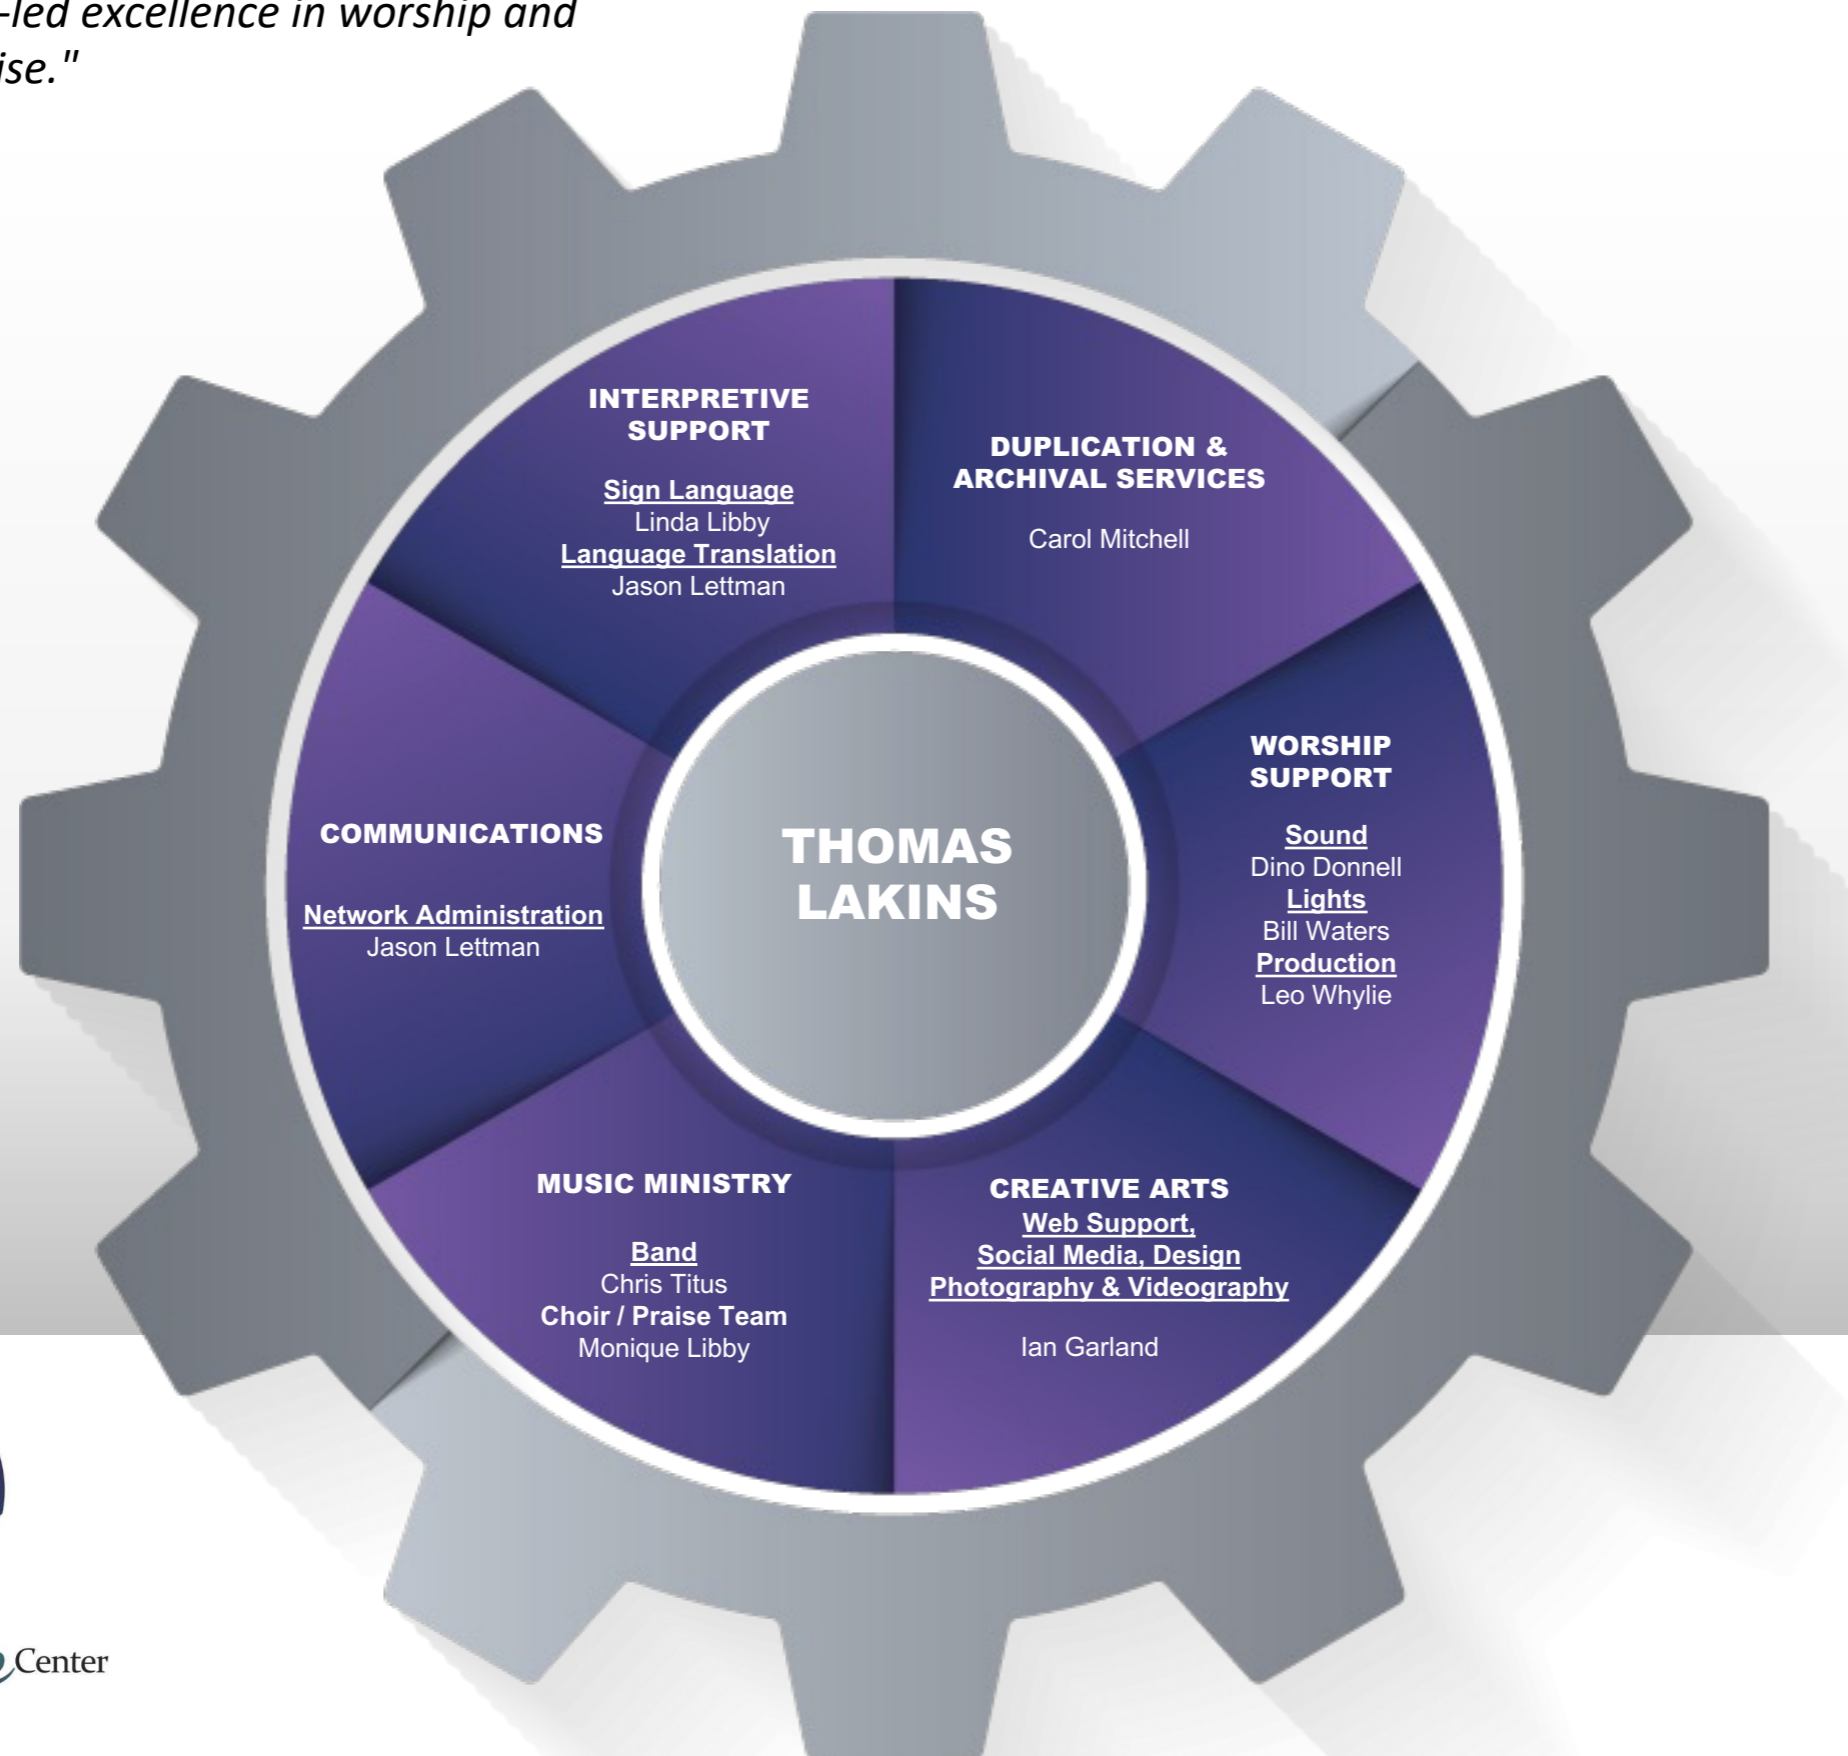 -led excellence in worship and
ise."
INTERPRETIVE
SUPPORT
Sign Language
Linda Libby
Language Translation
Jason Lettman
DUPLICATION &
ARCHIVAL SERVICES
Carol Mitchell
WORSHIP
SUPPORT
Sound
Dino Donnell
Lights
Bill Waters
Production
Leo Whylie
CREATIVE ARTS
Web Support,
Social Media, Design
Photography & Videography
Ian Garland
MUSIC MINISTRY
Band
Chris Titus
Choir / Praise Team
Monique Libby
COMMUNICATIONS
Network Administration
Jason Lettman
THOMAS
LAKINS
Center